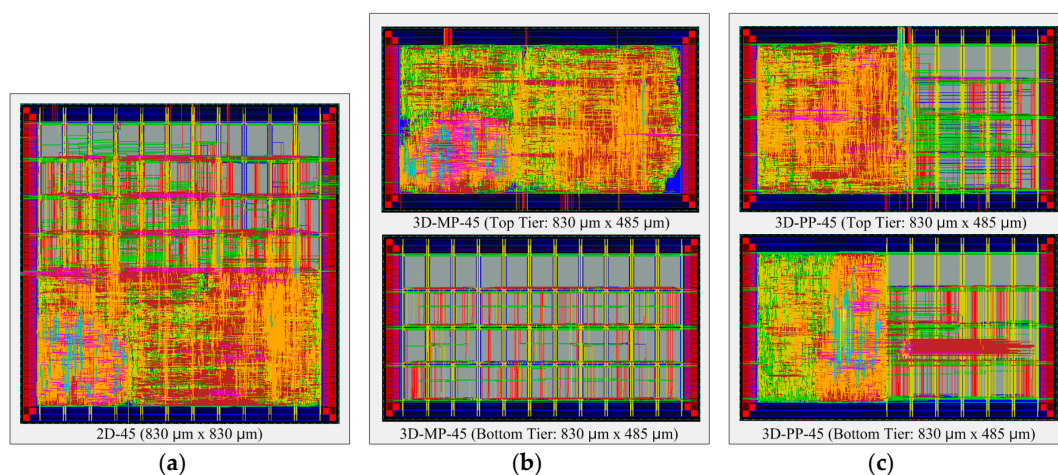 3D-MP-45 (Top Tier: 830 µm x 485 µm)
3D-PP-45 (Top Tier: 830 µm x 485 µm)
2D-45 (830 µm x 830 µm)
3D-MP-45 (Bottom Tier: 830 µm x 485 µm)
3D-PP-45 (Bottom Tier: 830 µm x 485 µm)
(a)
(b)
(c)